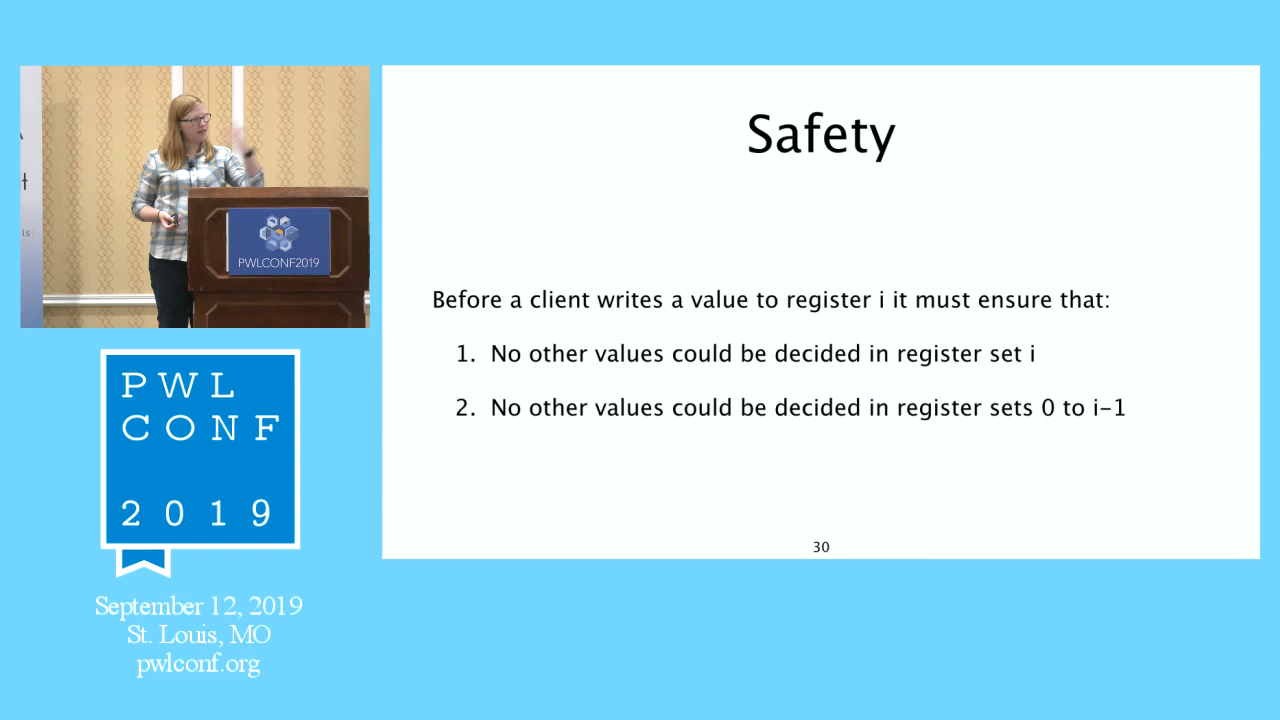 Safety
Before a client writes a value to register i it must ensure that:
1. No other values could be decided in register set i
2. No other values could be decided in register sets 0 to i–1
30
PWLCONF2019
PWL
CONF
2019
September 12, 2019
St. Louis, MO
pwlconf.org